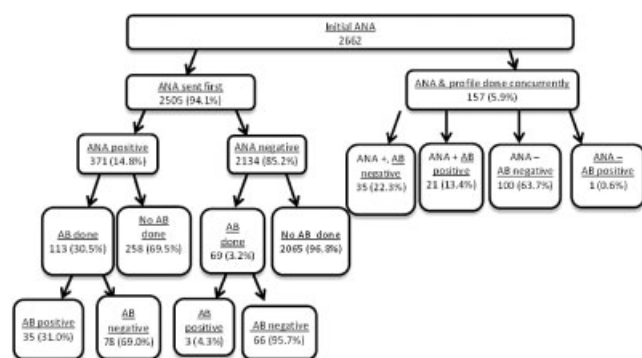 Initial ANA
2662
ANA sent first
2505 (94.1%)
ANA & profile done concurrently
157 (5.9%)
ANA positive
371 (14.8%)
ANA negative
2134 (85.2%)
ANA +, AB
negative
35 (22.3%)
ANA + AB
positive
21 (13.4%)
ANA –
AB negative
100 (63.7%)
ANA –
AB positive
1 (0.6%)
AB done
113 (30.5%)
No AB
done
258 (69.5%)
AB
done
69 (3.2%)
No AB done
2065 (96.8%)
AB positive
35 (31.0%)
AB
negative
78 (69.0%)
AB
positive
3 (4.3%)
AB negative
66 (95.7%)